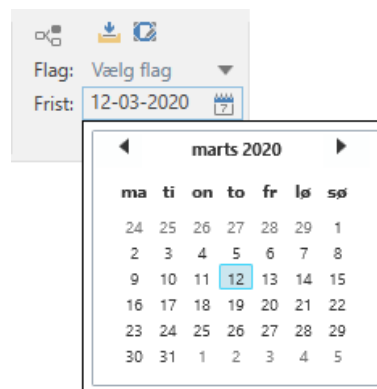 Flag: Vælg flag
Frist: 12-03-2020 7
marts 2020
ma ti on to fr lø sø
24 25 26 27 28 29 1
2 3 4 5 6 7 8
9 10 11 12 13 14 15
16 17 18 19 20 21 22
23 24 25 26 27 28 29
30 31 1 2 3 4 5